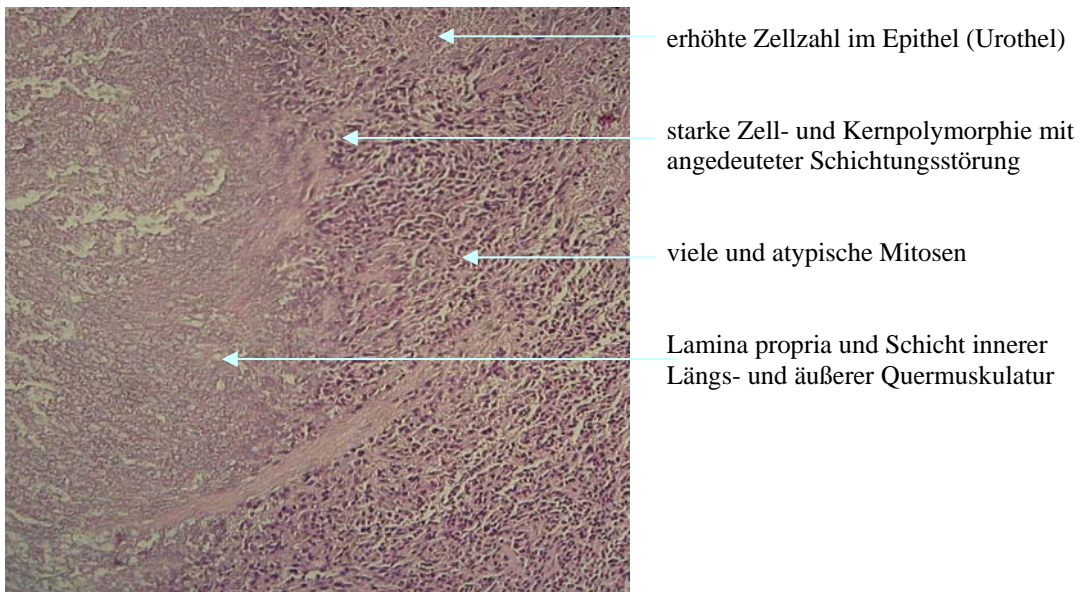 erhöhte Zellzahl im Epithel (Urothel)
starke Zell- und Kernpolymorphie mit
angedeuteter Schichtungsstörung
viele und atypische Mitosen
Lamina propria und Schicht innerer
Längs- und äußerer Quermuskulatur